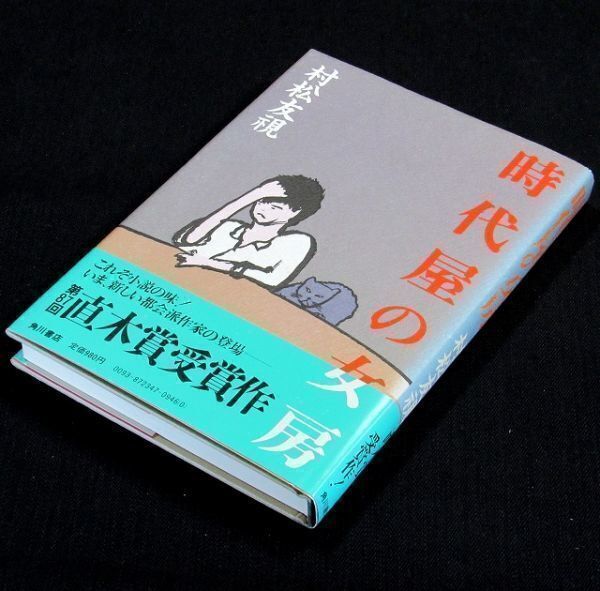 時代屋の女房
村松友視
これぞ小説の味!
いま、新しい都会派作家の登場――
第87回
直木賞受賞作
角川書店 定価980円 0093-872347-0946(0)